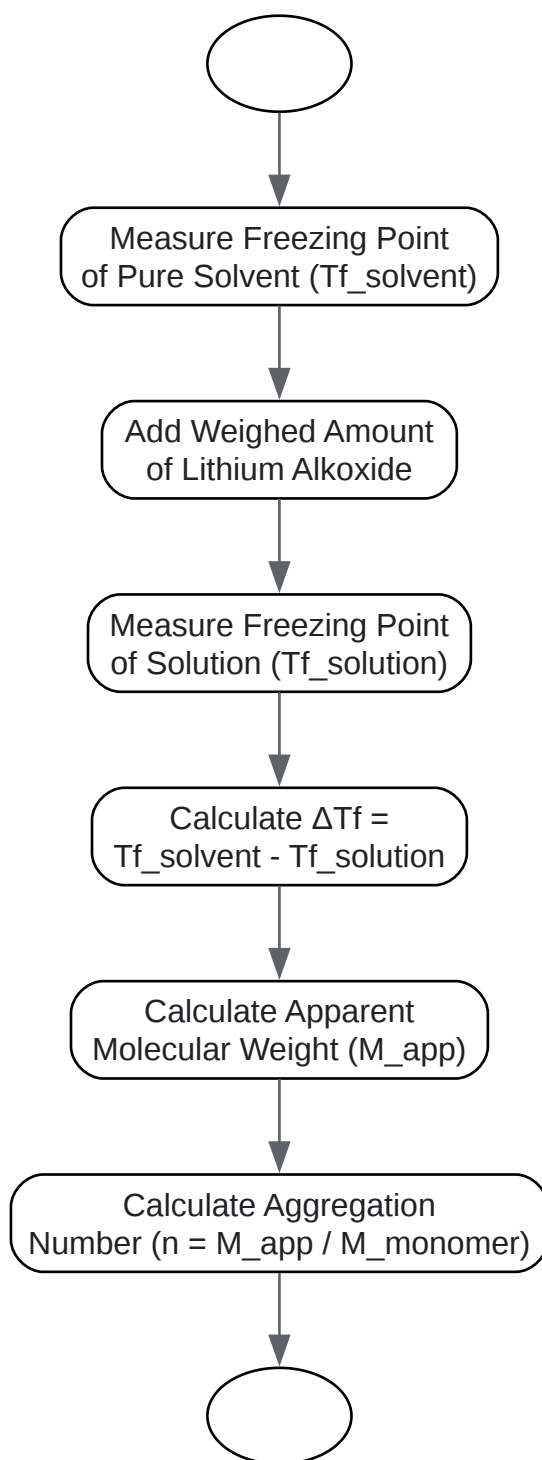 Measure Freezing Point
of Pure Solvent (Tf_solvent)
Add Weighed Amount
of Lithium Alkoxide
Measure Freezing Point
of Solution (Tf_solution)
Calculate ΔTf =
Tf_solvent - Tf_solution
Calculate Apparent
Molecular Weight (M_app)
Calculate Aggregation
Number (n = M_app / M_monomer)